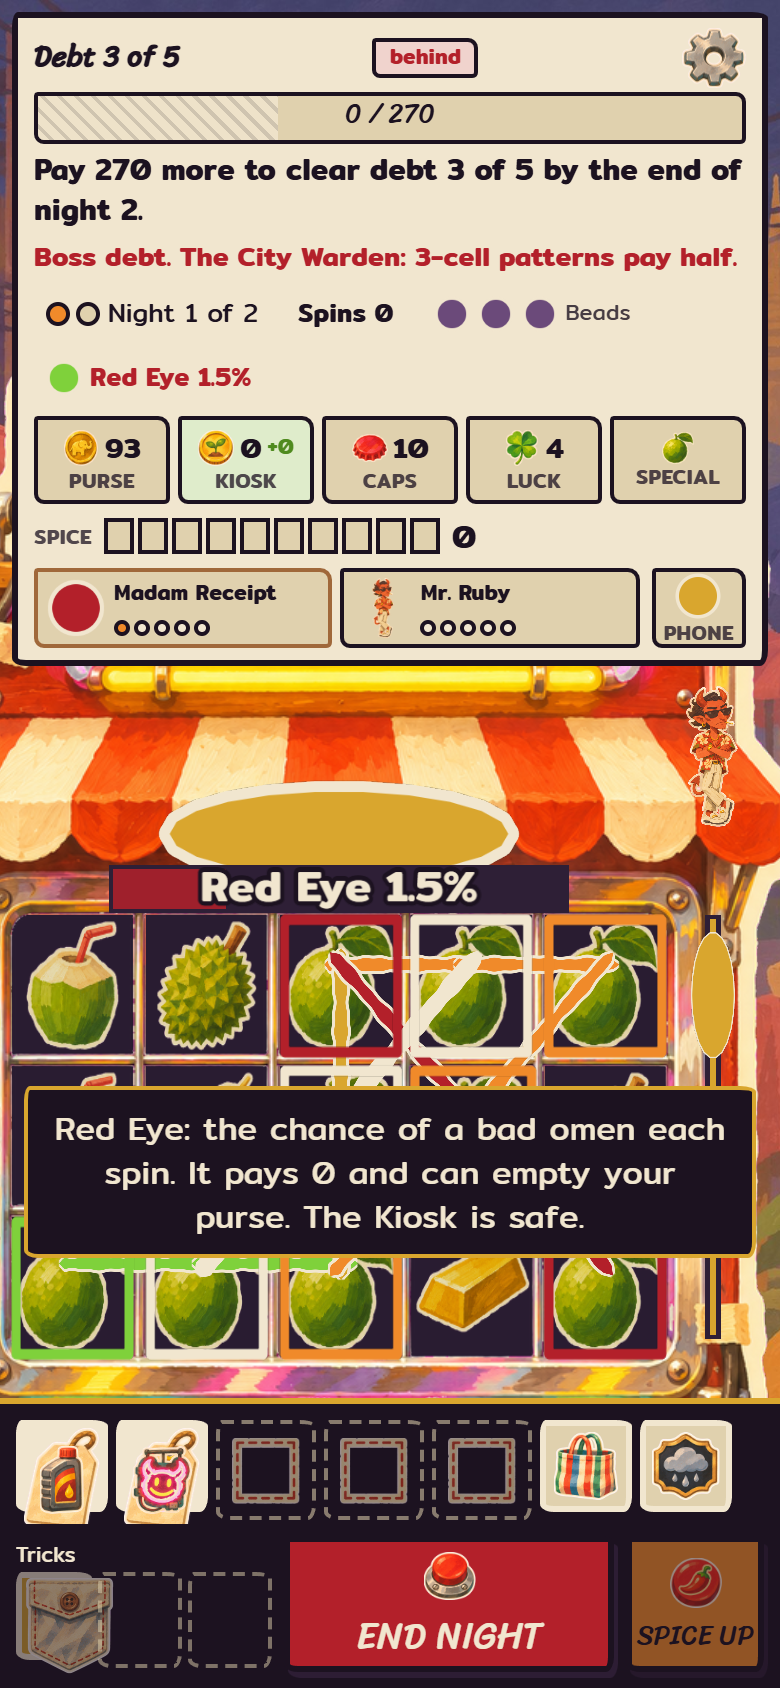 Debt 3 of 5
behind
0 / 270
Pay 270 more to clear debt 3 of 5 by the end of
night 2.
Boss debt. The City Warden: 3-cell patterns pay half.
Night 1 of 2 Spins 0 Beads
Red Eye 1.5%
93 0 +0 10 4
PURSE KIOSK CAPS LUCK SPECIAL
SPICE 0
Madam Receipt Mr. Ruby
PHONE
Red Eye 1.5%
Red Eye: the chance of a bad omen each
spin. It pays 0 and can empty your
purse. The Kiosk is safe.
Tricks
END NIGHT SPICE UP